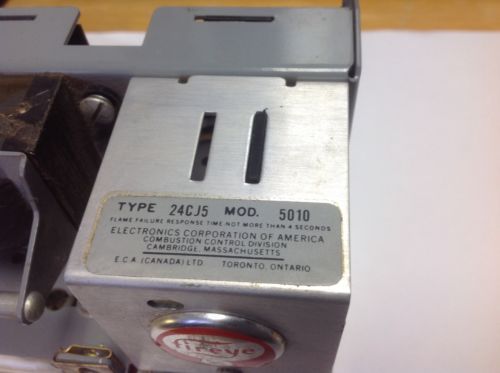 TYPE 24CJ5 MOD. 5010
FLAME FAILURE RESPONSE TIME NOT MORE THAN 4 SECONDS
ELECTRONICS CORPORATION OF AMERICA
COMBUSTION CONTROL DIVISION
CAMBRIDGE, MASSACHUSETTS
E.C.A. (CANADA) LTD. TORONTO, ONTARIO
fireye